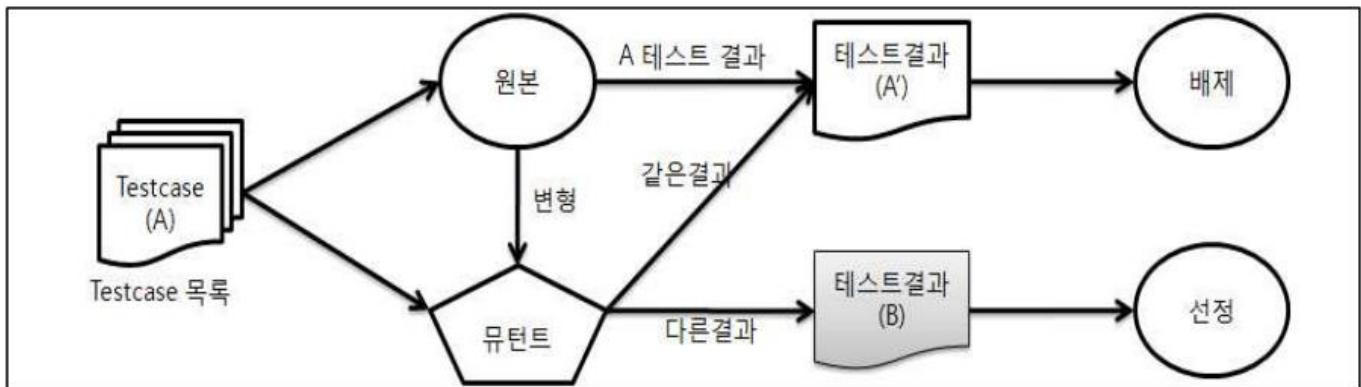 원본
A 테스트 결과
테스트결과
(A')
배제
Testcase
(A)
Testcase 목록
변형
같은결과
뮤턴트
다른결과
테스트결과
(B)
선정